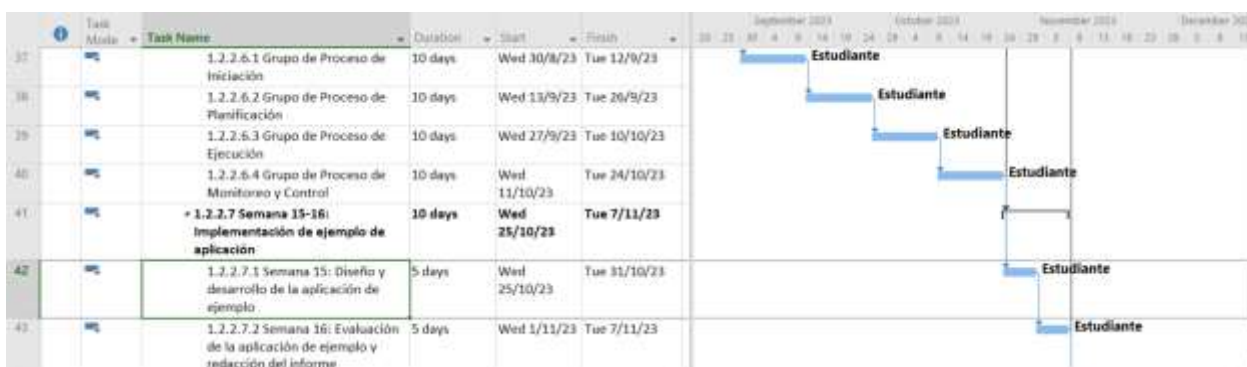 Task
Mode
Task Name
Duration
Start
Finish
September 2023
October 2023
November 2023
37
1.2.2.6.1 Grupo de Proceso de
Iniciación
10 days
Wed 30/8/23
Tue 12/9/23
Estudiante
38
1.2.2.6.2 Grupo de Proceso de
Planificación
10 days
Wed 13/9/23
Tue 26/9/23
Estudiante
39
1.2.2.6.3 Grupo de Proceso de
Ejecución
10 days
Wed 27/9/23
Tue 10/10/23
Estudiante
40
1.2.2.6.4 Grupo de Proceso de
Monitoreo y Control
10 days
Wed
11/10/23
Tue 24/10/23
Estudiante
41
1.2.2.7 Semana 15-16:
Implementación de ejemplo de
aplicación
10 days
Wed
25/10/23
Tue 7/11/23
42
1.2.2.7.1 Semana 15: Diseño y
desarrollo de la aplicación de
ejemplo
5 days
Wed
25/10/23
Tue 31/10/23
Estudiante
43
1.2.2.7.2 Semana 16: Evaluación
de la aplicación de ejemplo y
redacción del informe
5 days
Wed 1/11/23
Tue 7/11/23
Estudiante